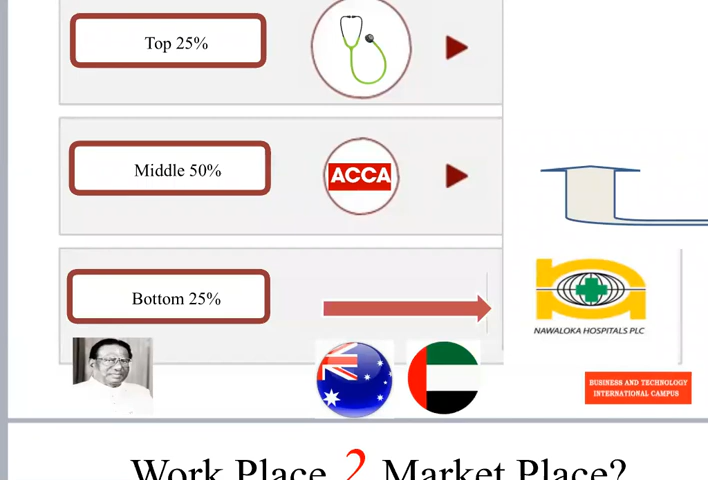 Top 25%
Middle 50%
ACCA
Bottom 25%
NAWALOKA HOSPITALS PLC
BUSINESS AND TECHNOLOGY
INTERNATIONAL CAMPUS
Work Place 2 Market Place?